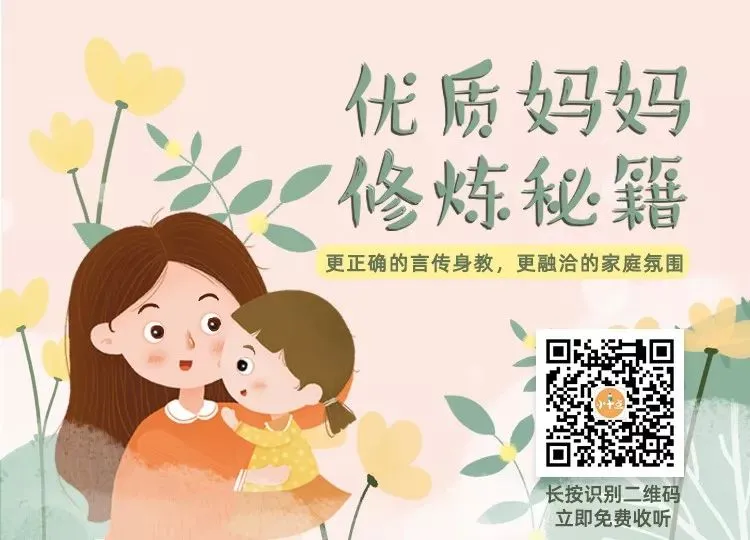 优质妈妈
修炼秘籍
更正确的言传身教，更融洽的家庭氛围
长按识别二维码
立即免费收听